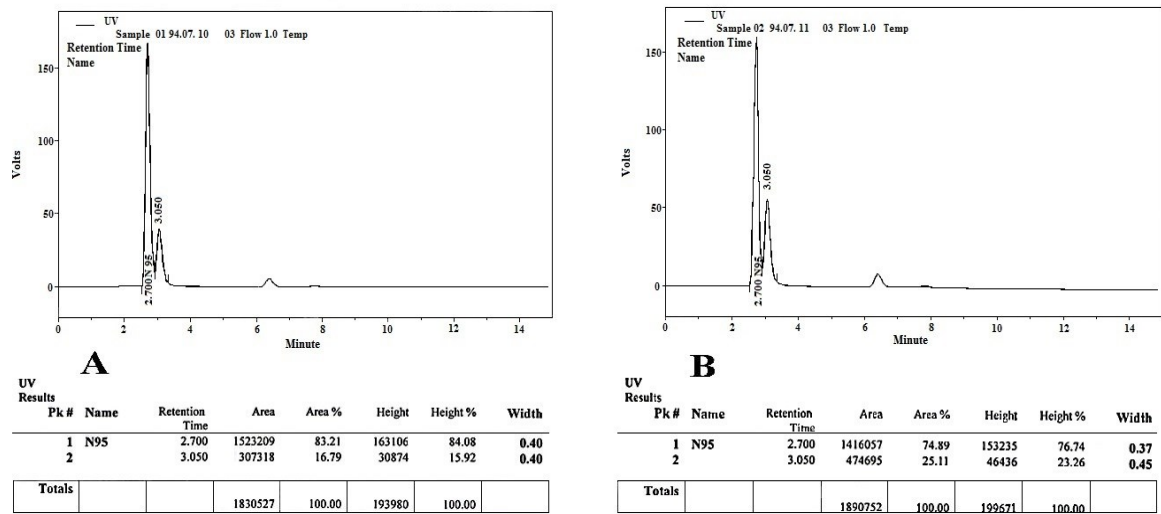 UV
Sample 01 94.07. 10 03 Flow 1.0 Temp
Retention Time
Name
150
100
50
0
Volts
2.700 N 95
3.050
0 2 4 6 8 10 12 14
Minute
A
UV
Results
Pk # Name Retention Time Area Area % Height Height % Width
1 N95 2.700 1523209 83.21 163106 84.08 0.40
2 3.050 307318 16.79 30874 15.92 0.40
Totals 1830527 100.00 193980 100.00
UV
Sample 02 94.07. 11 03 Flow 1.0 Temp
Retention Time
Name
150
100
50
0
Volts
2.700 N95
3.050
0 2 4 6 8 10 12 14
Minute
B
UV
Results
Pk # Name Retention Time Area Area % Height Height % Width
1 N95 2.700 1416057 74.89 153235 76.74 0.37
2 3.050 474695 25.11 46436 23.26 0.45
Totals 1890752 100.00 199671 100.00